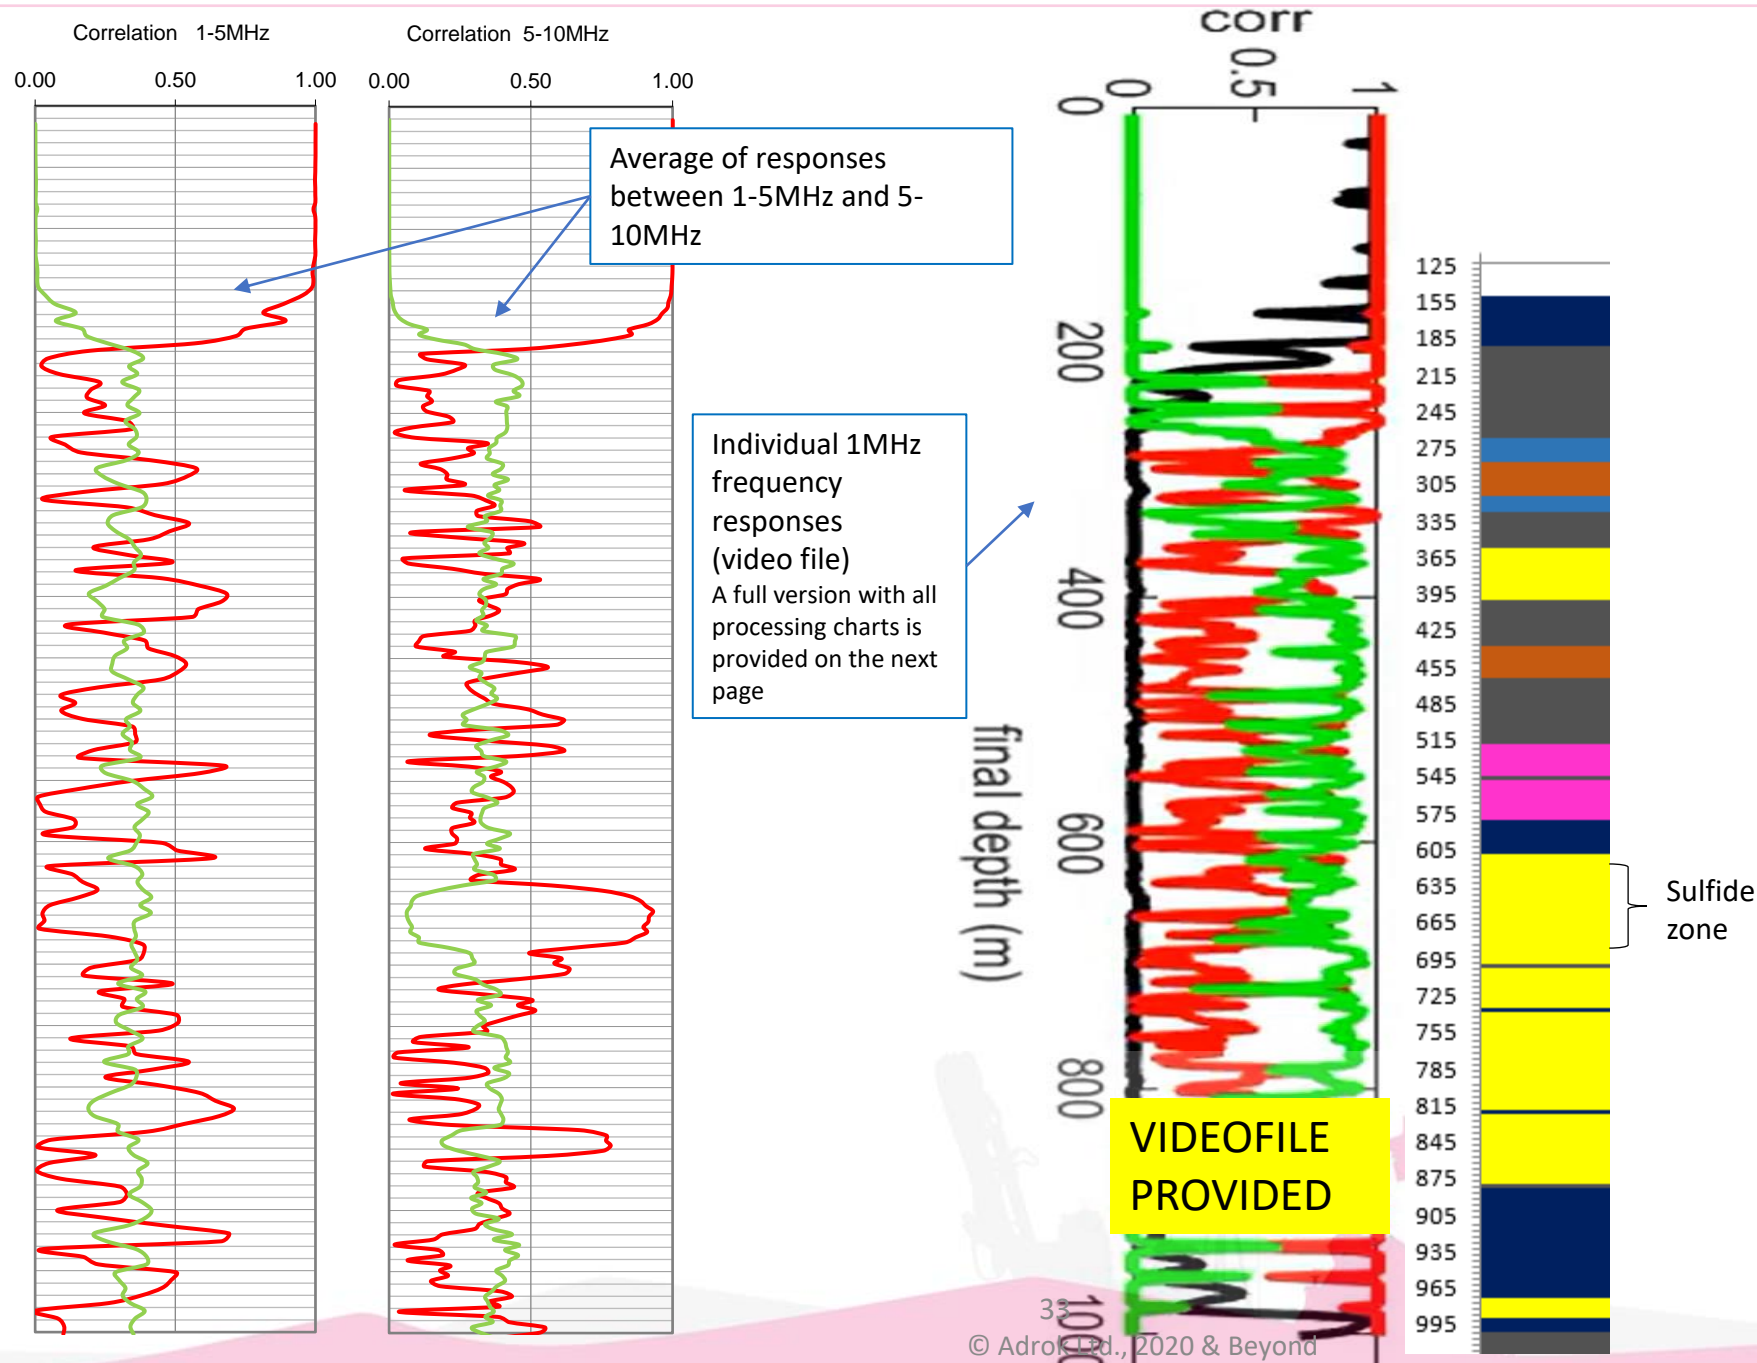 Correlation 1-5MHz
0.00 0.50 1.00
Correlation 5-10MHz
0.00 0.50 1.00
Average of responses
between 1-5MHz and 5-
10MHz
Individual 1MHz
frequency
responses
(video file)
A full version with all
processing charts is
provided on the next
page
corr
0 0.5 1
0
200
400
600
800
1000
final depth (m)
VIDEOFILE
PROVIDED
125
155
185
215
245
275
305
335
365
395
425
455
485
515
545
575
605
635
665
695
725
755
785
815
845
875
905
935
965
995
Sulfide
zone
33
© Adrok Ltd., 2020 & Beyond